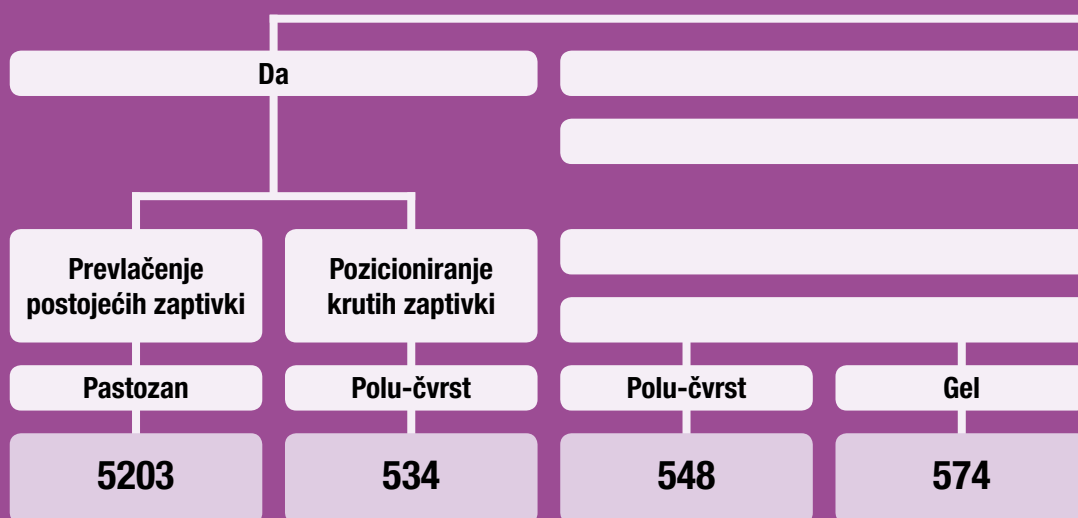 Da
Prevlačenje
postojećih zaptivki
Pozicioniranje
krutih zaptivki
Pastozan
Polu-čvrst
Polu-čvrst
Gel
5203
534
548
574